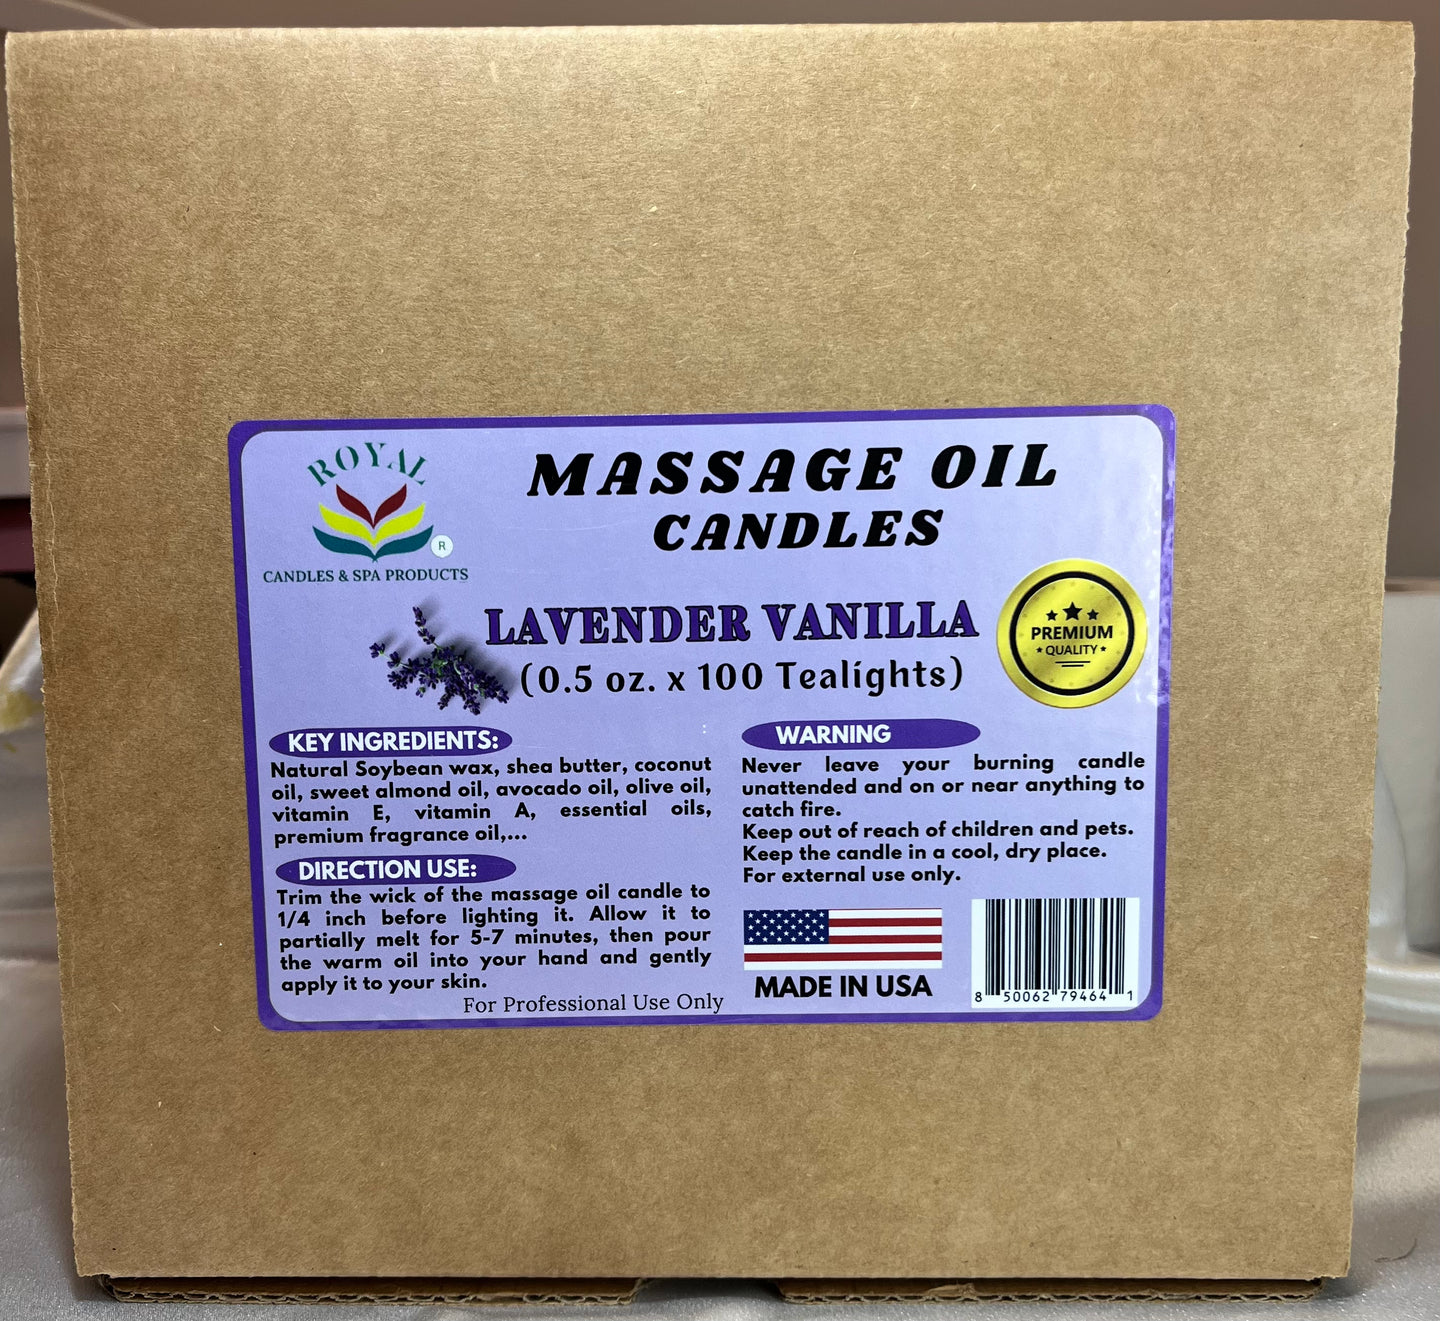 ROYAL
R
CANDLES & SPA PRODUCTS
MASSAGE OIL
CANDLES
LAVENDER VANILLA
(0.5 oz. x 100 Tealights)
PREMIUM
QUALITY
KEY INGREDIENTS:
Natural Soybean wax, shea butter, coconut
oil, sweet almond oil, avocado oil, olive oil,
vitamin E, vitamin A, essential oils,
premium fragrance oil,...
DIRECTION USE:
Trim the wick of the massage oil candle to
1/4 inch before lighting it. Allow it to
partially melt for 5-7 minutes, then pour
the warm oil into your hand and gently
apply it to your skin.
For Professional Use Only
WARNING
Never leave your burning candle
unattended and on or near anything to
catch fire.
Keep out of reach of children and pets.
Keep the candle in a cool, dry place.
For external use only.
MADE IN USA
8 50062 79464 1